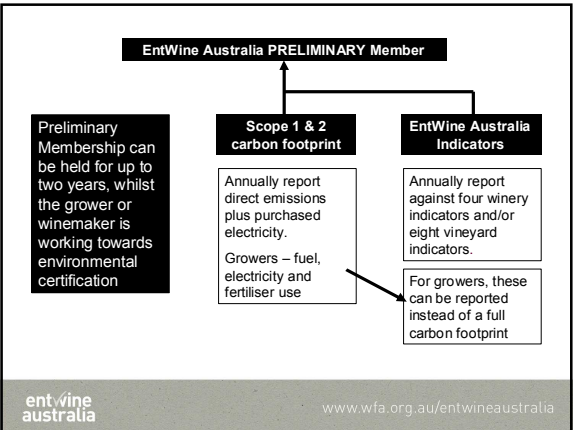 EntWine Australia PRELIMINARY Member
Preliminary
Membership can
be held for up to
two years, whilst
the grower or
winemaker is
working towards
environmental
certification
Scope 1 & 2
carbon footprint
Annually report
direct emissions
plus purchased
electricity.
Growers – fuel,
electricity and
fertiliser use
EntWine Australia
Indicators
Annually report
against four winery
indicators and/or
eight vineyard
indicators.
For growers, these
can be reported
instead of a full
carbon footprint
entwine
australia
www.wfa.org.au/entwineaustralia